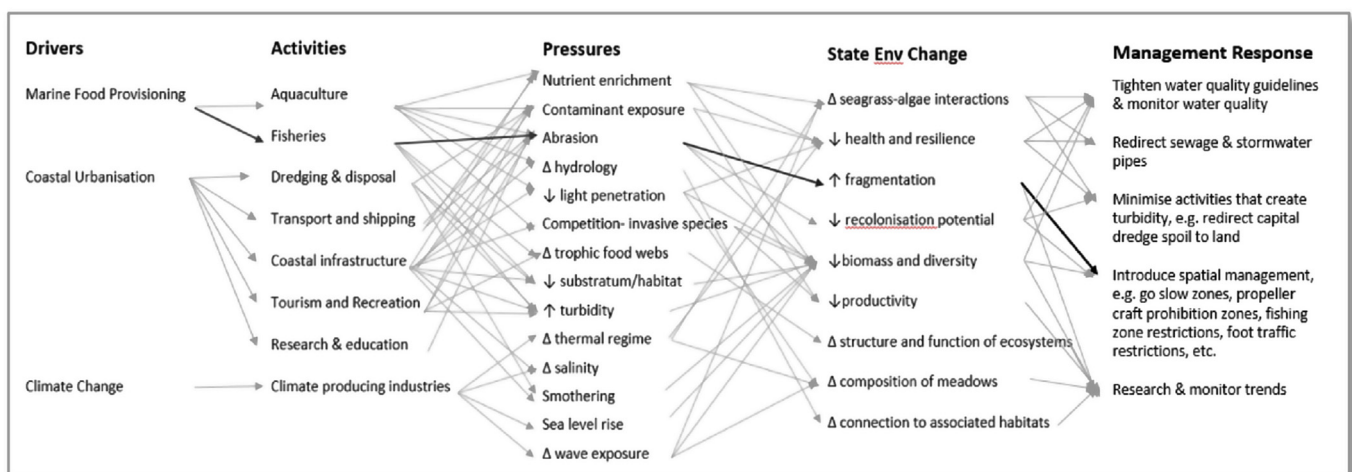 Drivers
Marine Food Provisioning
Coastal Urbanisation
Climate Change
Activities
Aquaculture
Fisheries
Dredging & disposal
Transport and shipping
Coastal infrastructure
Tourism and Recreation
Research & education
Climate producing industries
Pressures
Nutrient enrichment
Contaminant exposure
Abrasion
Δ hydrology
↓ light penetration
Competition- invasive species
Δ trophic food webs
↓ substratum/habitat
↑ turbidity
Δ thermal regime
Δ salinity
Smothering
Sea level rise
Δ wave exposure
State Env Change
Δ seagrass-algae interactions
↓ health and resilience
↑ fragmentation
↓ recolonisation potential
↓biomass and diversity
↓productivity
Δ structure and function of ecosystems
Δ composition of meadows
Δ connection to associated habitats
Management Response
Tighten water quality guidelines
& monitor water quality
Redirect sewage & stormwater
pipes
Minimise activities that create
turbidity, e.g. redirect capital
dredge spoil to land
Introduce spatial management,
e.g. go slow zones, propeller
craft prohibition zones, fishing
zone restrictions, foot traffic
restrictions, etc.
Research & monitor trends